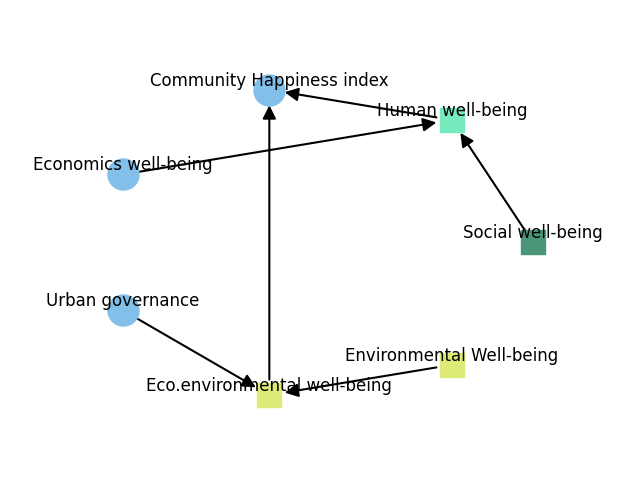 Community Happiness index
Human well-being
Economics well-being
Social well-being
Urban governance
Environmental Well-being
Eco.environmental well-being